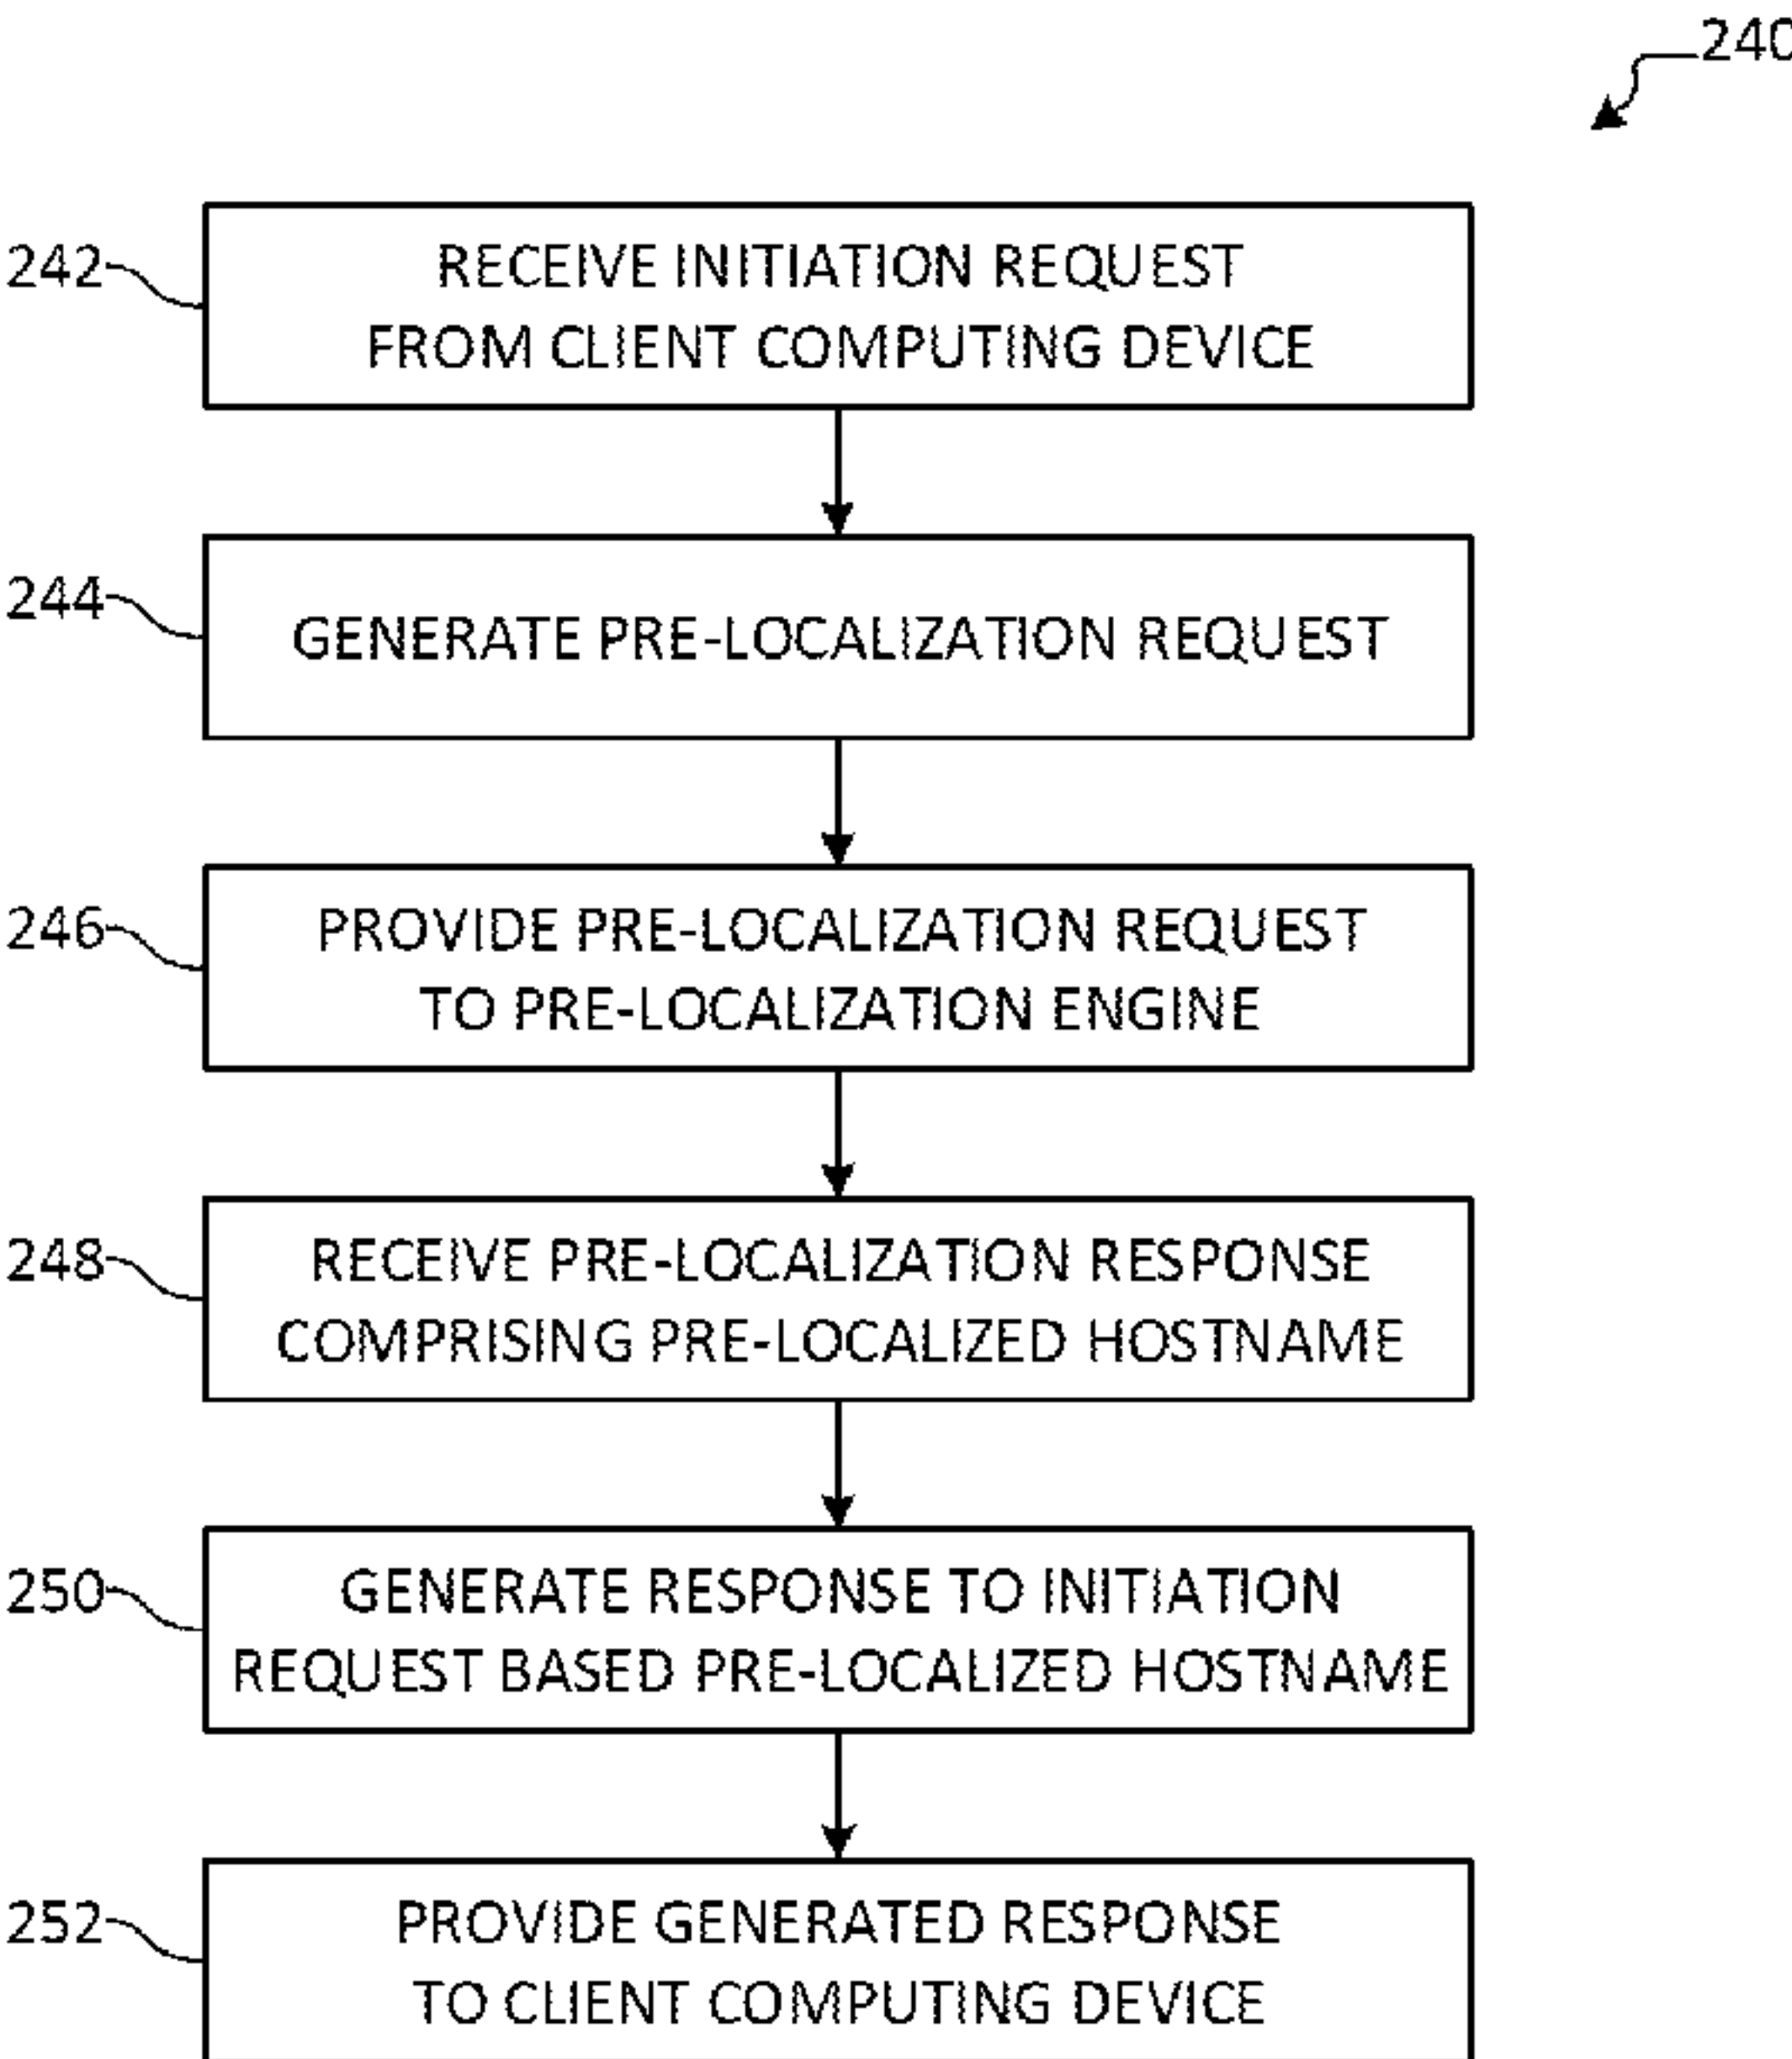 240
242
RECEIVE INITIATION REQUEST
FROM CLIENT COMPUTING DEVICE
244
GENERATE PRE-LOCALIZATION REQUEST
246
PROVIDE PRE-LOCALIZATION REQUEST
TO PRE-LOCALIZATION ENGINE
248
RECEIVE PRE-LOCALIZATION RESPONSE
COMPRISING PRE-LOCALIZED HOSTNAME
250
GENERATE RESPONSE TO INITIATION
REQUEST BASED PRE-LOCALIZED HOSTNAME
252
PROVIDE GENERATED RESPONSE
TO CLIENT COMPUTING DEVICE